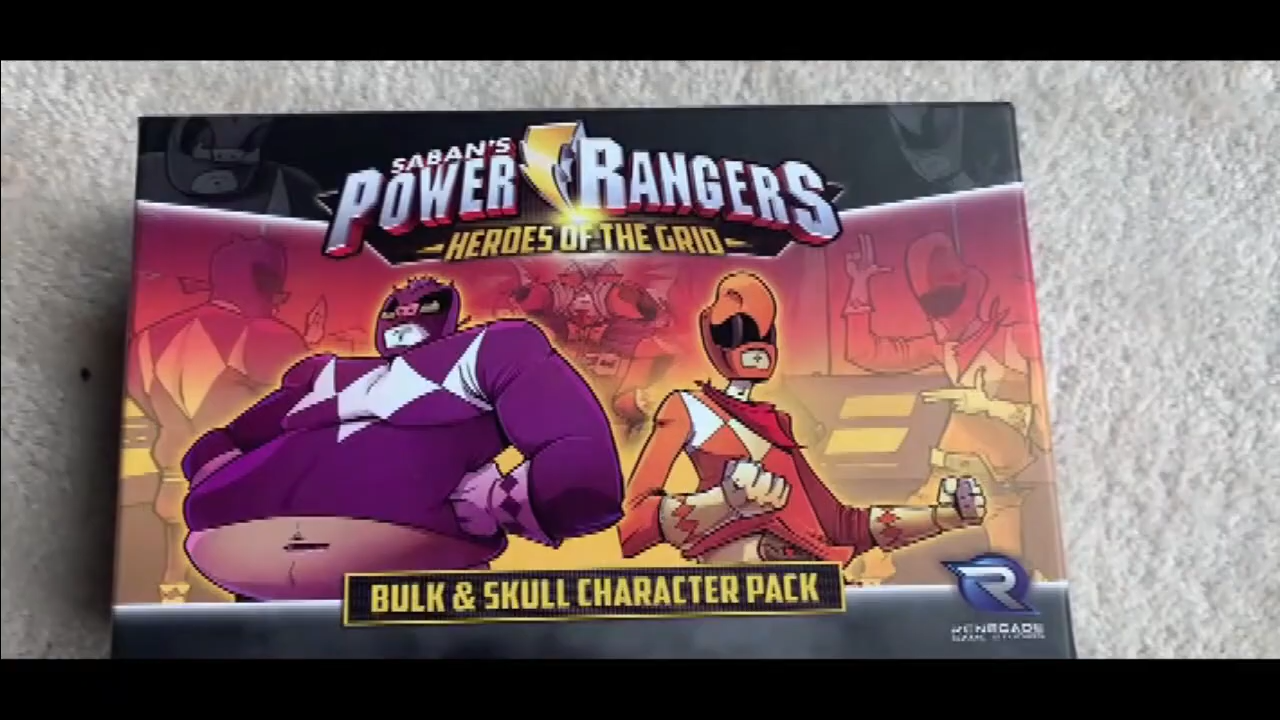 SABAN'S
POWER RANGERS
HEROES OF THE GRID
BULK & SKULL CHARACTER PACK
R
RENEGADE